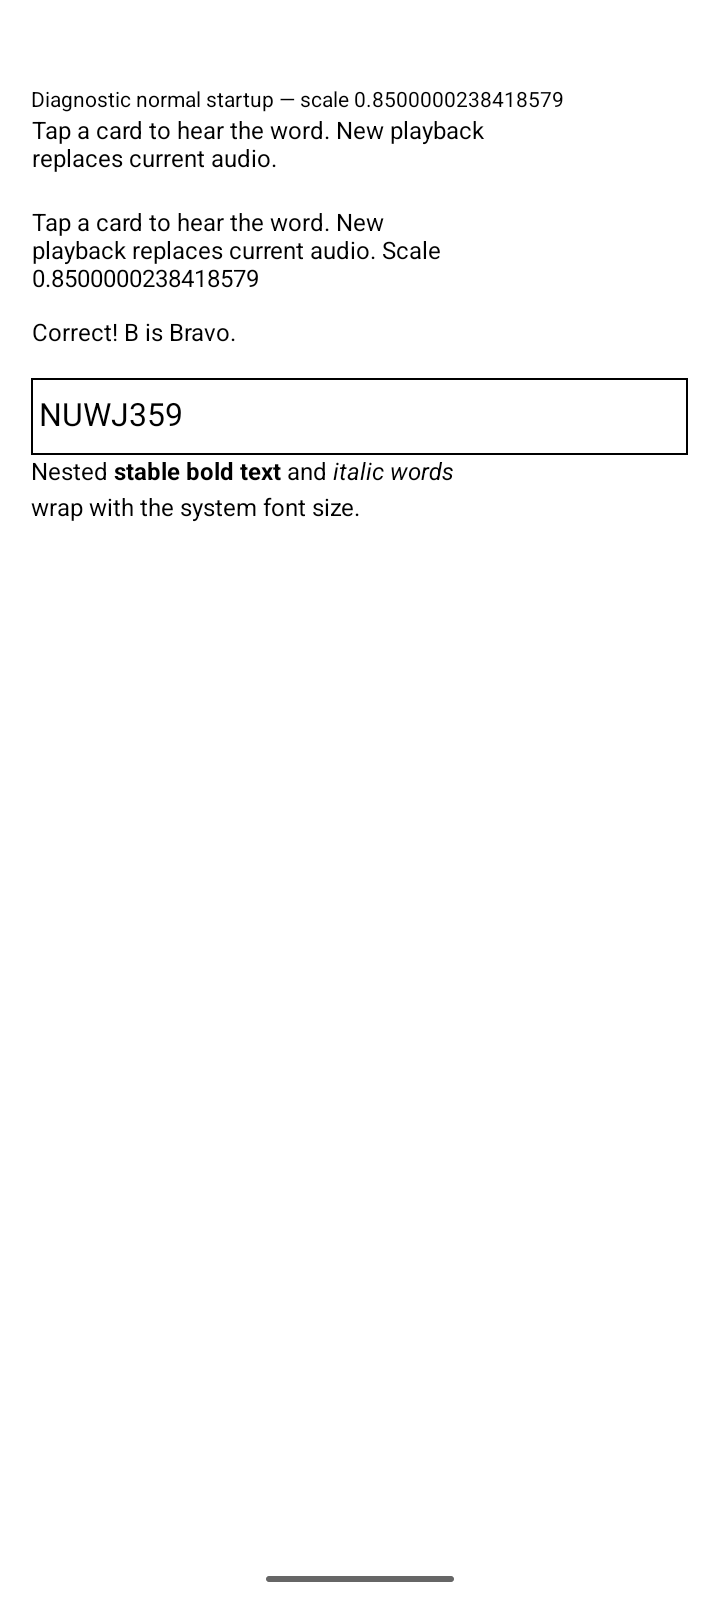 Diagnostic normal startup — scale 0.8500000238418579
Tap a card to hear the word. New playback
replaces current audio.
Tap a card to hear the word. New
playback replaces current audio. Scale
0.8500000238418579
Correct! B is Bravo.
NUWJ359
Nested stable bold text and italic words
wrap with the system font size.